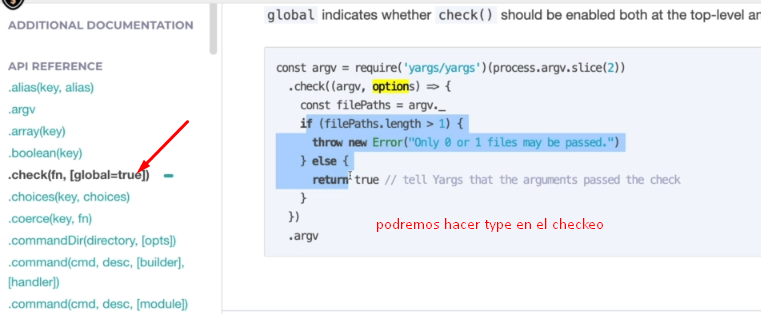 ADDITIONAL DOCUMENTATION
API REFERENCE
.alias(key, alias)
.argv
.array(key)
.boolean(key)
.check(fn, [global=true])
.choices(key, choices)
.coerce(key, fn)
.commandDir(directory, [opts])
.command(cmd, desc, [builder],
[handler])
.command(cmd, desc, [module])
global indicates whether check() should be enabled both at the top-level an
const argv = require('yargs/yargs')(process.argv.slice(2))
.check((argv, options) => {
const filePaths = argv._
if (filePaths.length > 1) {
throw new Error("Only 0 or 1 files may be passed.")
} else {
return true // tell Yargs that the arguments passed the check
}
})
.argv
podremos hacer type en el checkeo